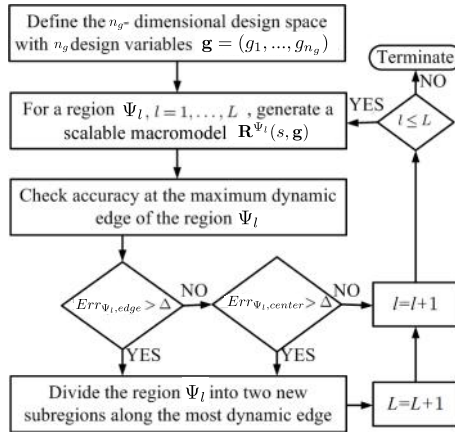 Define the n_g- dimensional design space
with n_g design variables g = (g_1, ..., g_{n_g})
Terminate
NO
YES
l ≤ L
For a region Ψ_l, l = 1, . . . , L , generate a
scalable macromodel R^{Ψ_l}(s, g)
Check accuracy at the maximum dynamic
edge of the region Ψ_l
Err_{Ψ_l,edge} > Δ
NO
Err_{Ψ_l,center} > Δ
NO
l=l+1
YES
YES
Divide the region Ψ_l into two new
subregions along the most dynamic edge
L=L+1